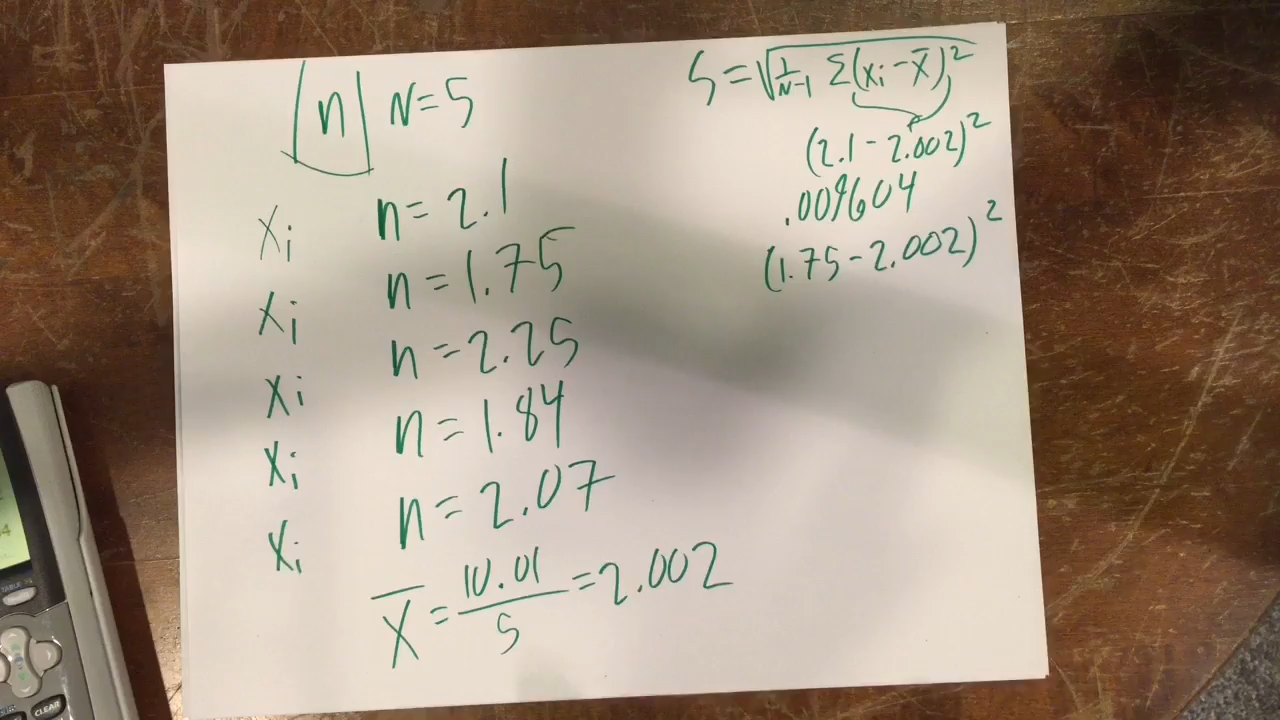 |n| N=5
xi n=2.1
xi n=1.75
xi n=2.25
xi n=1.84
xi n=2.07
X̄=10.01/5=2.002
S=√(1/N-1 Σ(xi-x̄)²
(2.1-2.002)²
.009604
(1.75-2.002)²
CLEAR